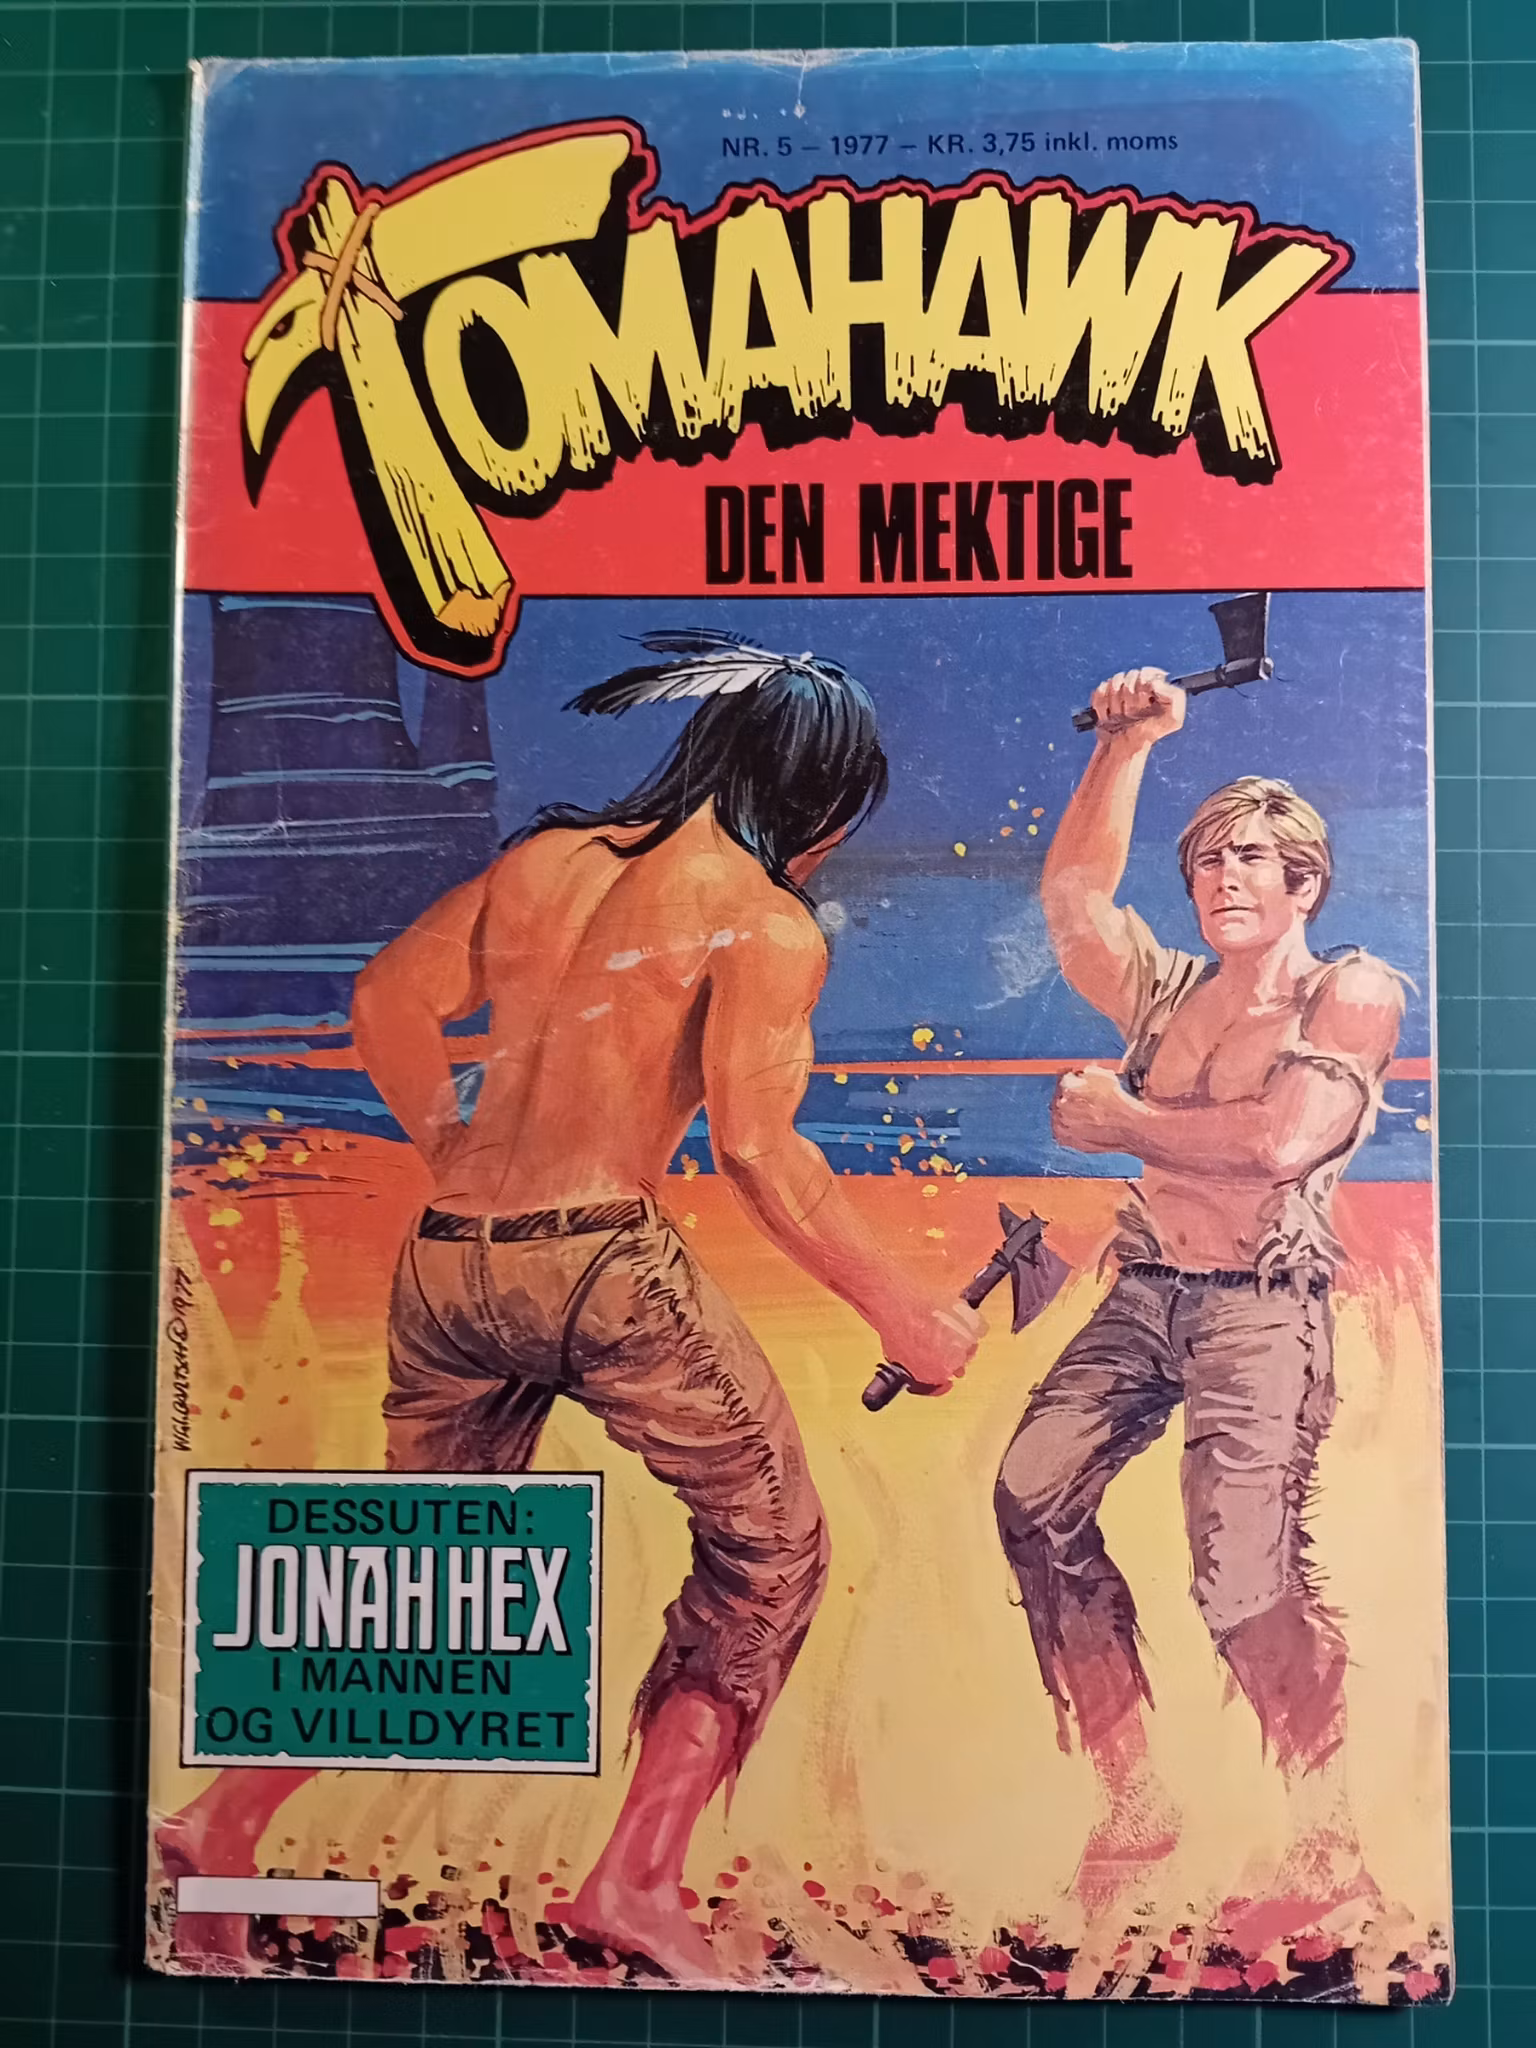 NR. 5 – 1977 – KR. 3,75 inkl. moms
TOMAHAWK
DEN MEKTIGE
DESSUTEN:
JONAH HEX
I MANNEN
OG VILLDYRET